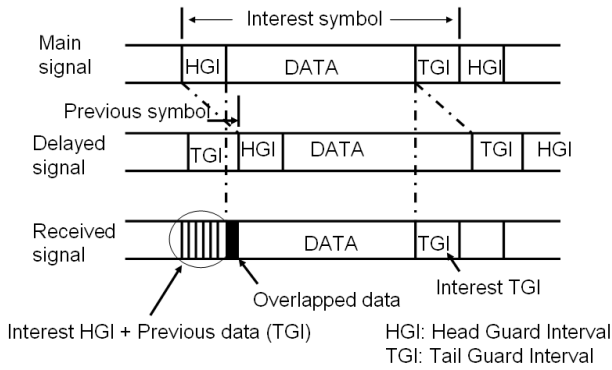 Interest symbol
Main signal
HGI
DATA
TGI
HGI
Previous symbol
Delayed signal
TGI
HGI
DATA
TGI
HGI
Received signal
DATA
TGI
Overlapped data
Interest TGI
Interest HGI + Previous data (TGI)
HGI: Head Guard Interval
TGI: Tail Guard Interval